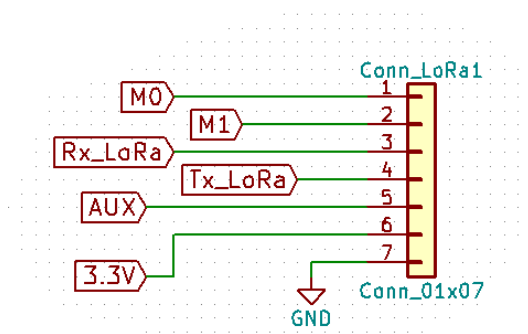 Conn_LoRa1
M0 1
M1 2
Rx_LoRa 3
Tx_LoRa 4
AUX 5
6
3.3V
7
Conn_01x07
GND